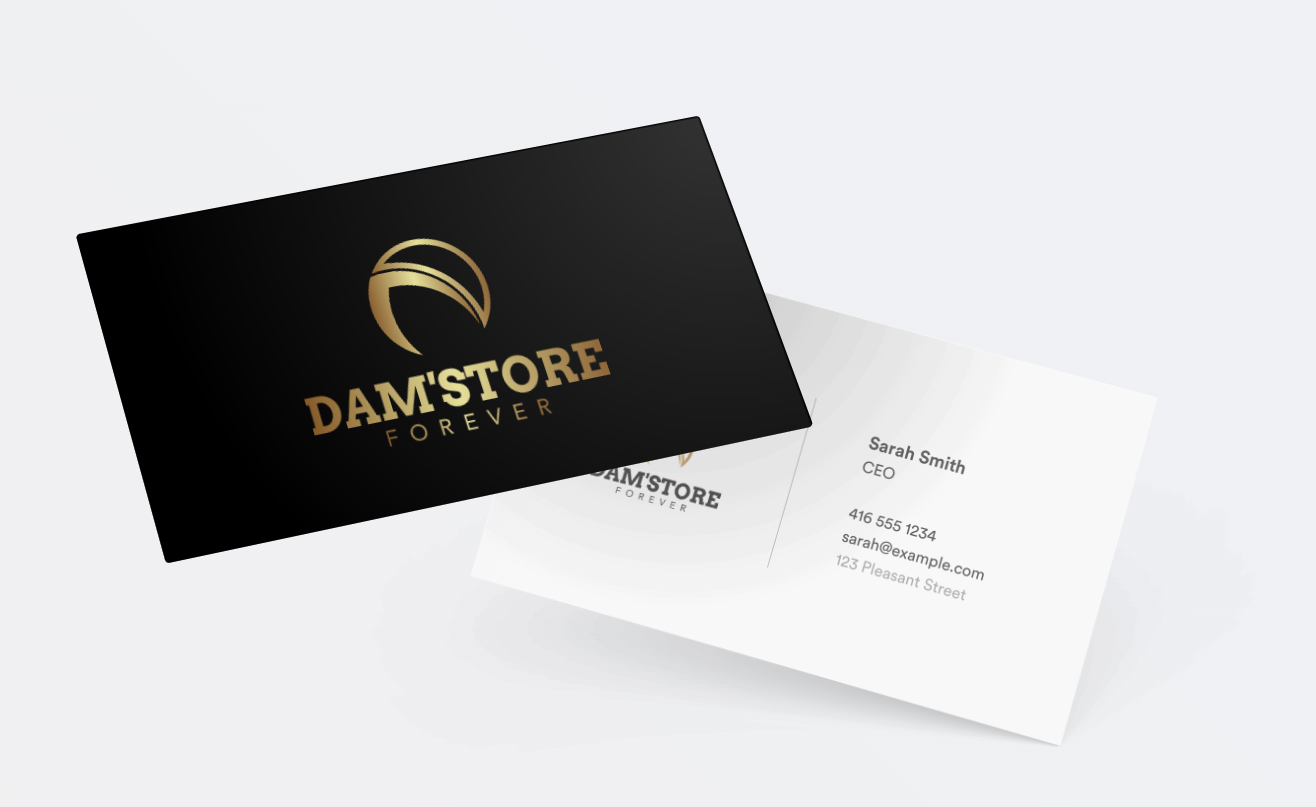 DAM'STORE
FOREVER
DAM'STORE
FOREVER
Sarah Smith
CEO
416 555 1234
sarah@example.com
123 Pleasant Street